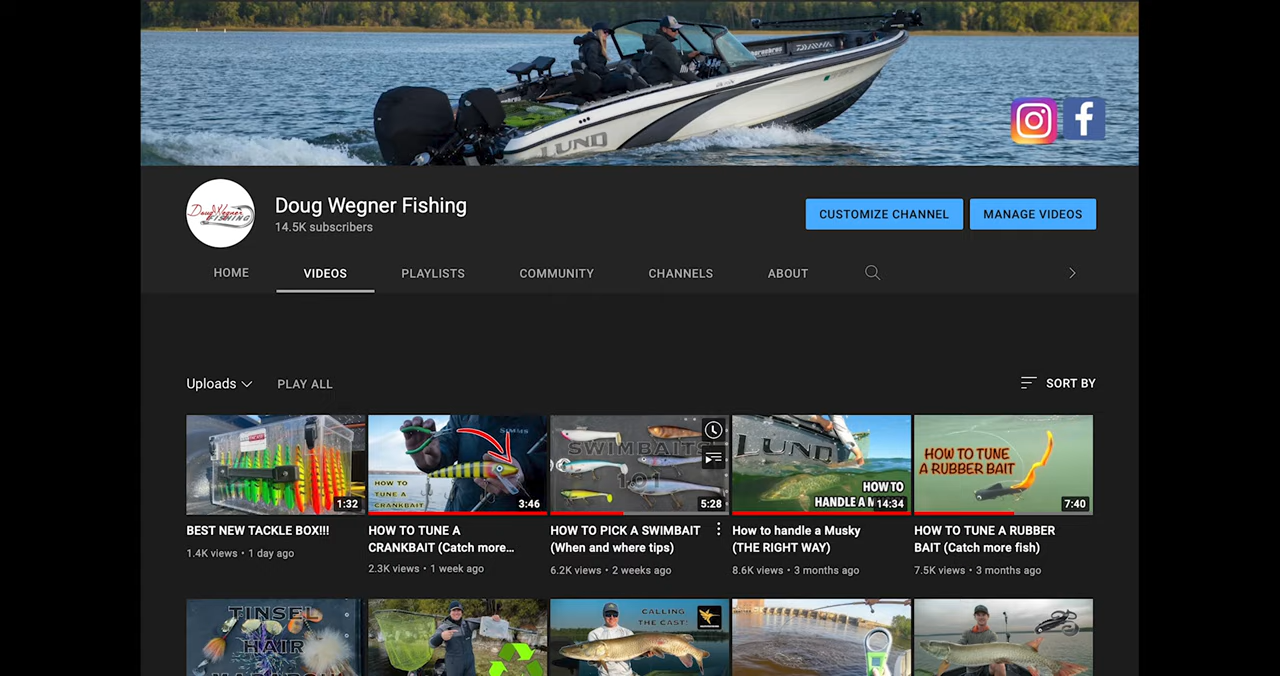 DAIWA
LUND
Doug Wegner
FISHING
Doug Wegner Fishing
14.5K subscribers
CUSTOMIZE CHANNEL
MANAGE VIDEOS
HOME
VIDEOS
PLAYLISTS
COMMUNITY
CHANNELS
ABOUT
Uploads
PLAY ALL
SORT BY
1:32
HOW TO
TUNE A
CRANKBAIT
3:46
SWIMBAITS
101
5:28
LUND
HOW TO
HANDLE A M
14:34
HOW TO TUNE
A RUBBER BAIT
7:40
BEST NEW TACKLE BOX!!!
1.4K views • 1 day ago
HOW TO TUNE A
CRANKBAIT (Catch more...
2.3K views • 1 week ago
HOW TO PICK A SWIMBAIT
(When and where tips)
6.2K views • 2 weeks ago
How to handle a Musky
(THE RIGHT WAY)
8.6K views • 3 months ago
HOW TO TUNE A RUBBER
BAIT (Catch more fish)
7.5K views • 3 months ago
TINSEL
HAIR
CALLING
THE CAST!